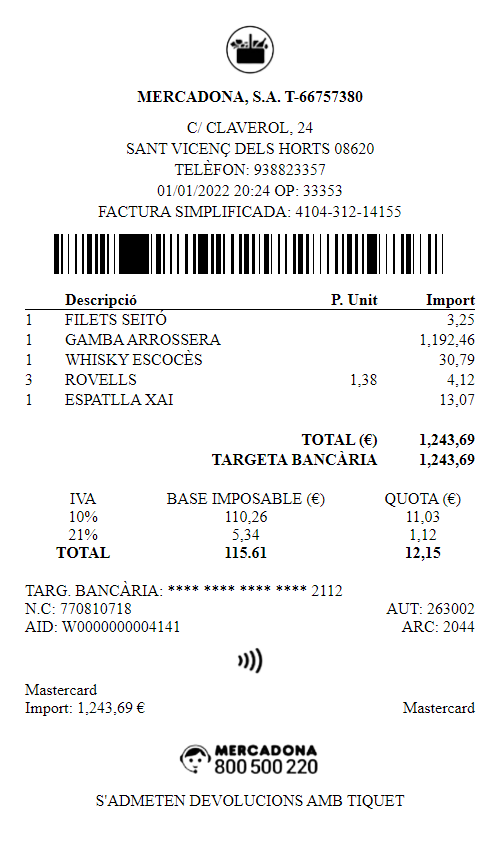 MERCADONA, S.A. T-66757380
C/ CLAVEROL, 24
SANT VICENÇ DELS HORTS 08620
TELÈFON: 938823357
01/01/2022 20:24 OP: 33353
FACTURA SIMPLIFICADA: 4104-312-14155
Descripció P. Unit Import
1 FILETS SEITÓ 3,25
1 GAMBA ARROSSERA 1,192,46
1 WHISKY ESCOCÈS 30,79
3 ROVELLS 1,38 4,12
1 ESPATLLA XAI 13,07
TOTAL (€) 1,243,69
TARGETA BANCÀRIA 1,243,69
IVA BASE IMPOSABLE (€) QUOTA (€)
10% 110,26 11,03
21% 5,34 1,12
TOTAL 115.61 12,15
TARG. BANCÀRIA: **** **** **** **** 2112
N.C: 770810718 AUT: 263002
AID: W0000000004141 ARC: 2044
Mastercard
Import: 1,243,69 € Mastercard
MERCADONA
800 500 220
S'ADMETEN DEVOLUCIONS AMB TIQUET